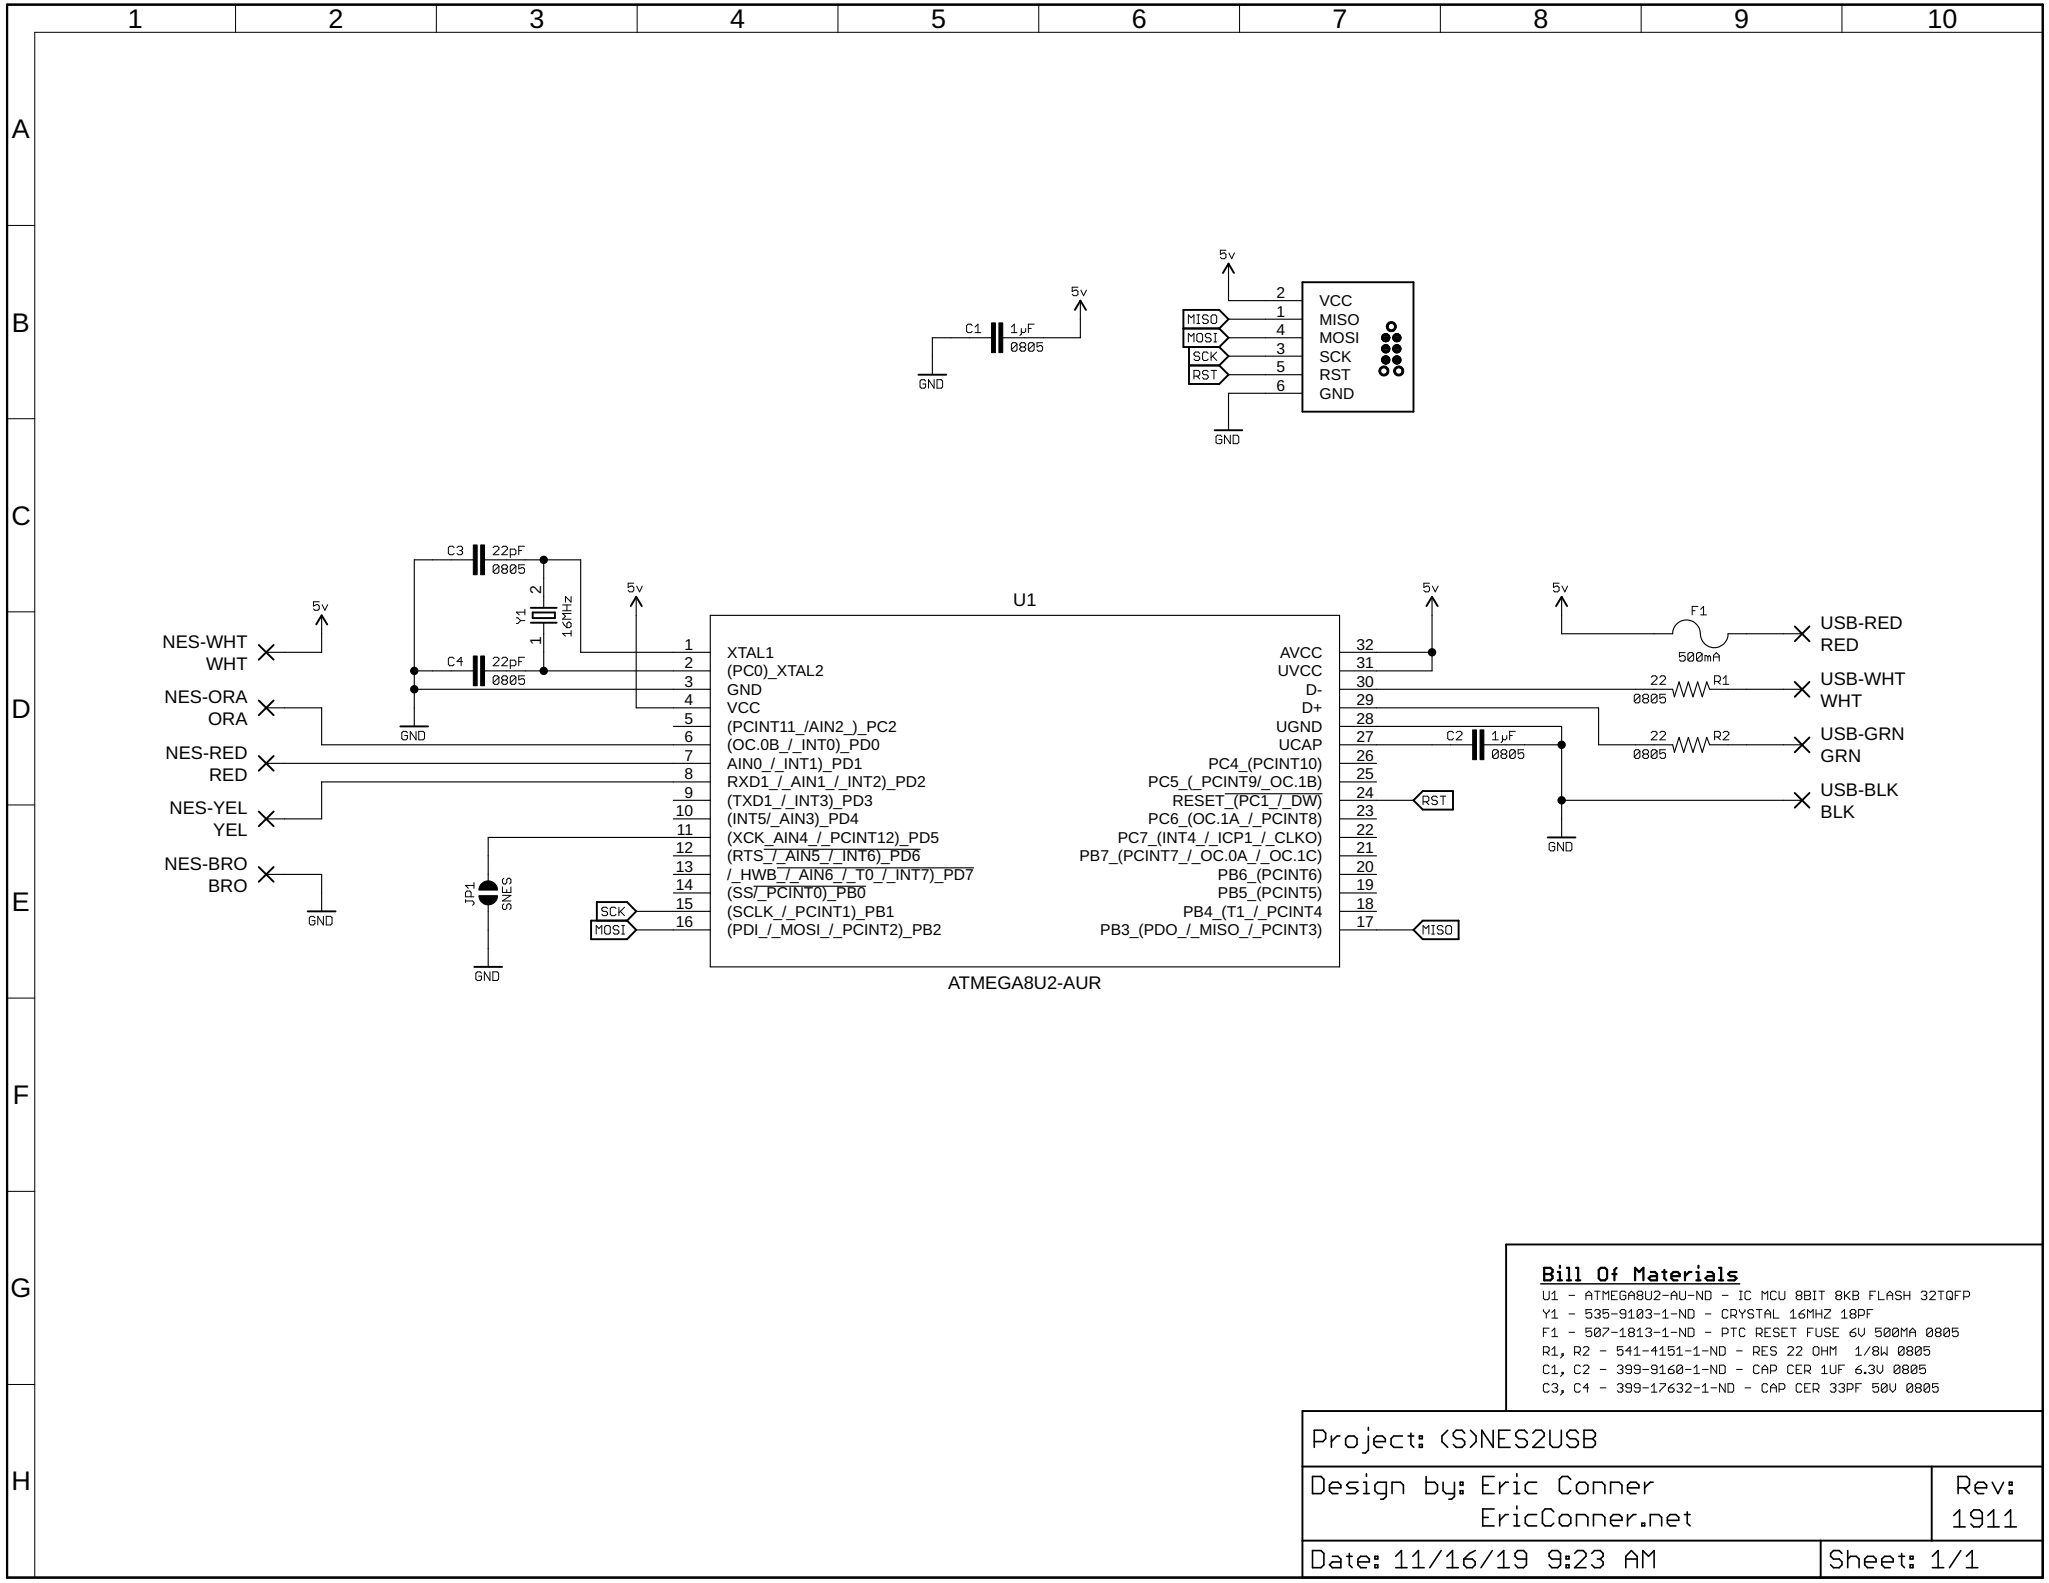 1 2 3 4 5 6 7 8 9 10
A
B
C
D
E
F
G
H
5v
C1 1µF
0805
GND
5v
2 VCC
MISO 1 MISO
MOSI 4 MOSI
SCK 3 SCK
RST 5 RST
6 GND
GND
C3 22pF
0805
2
Y1
16MHz
1
C4 22pF
0805
GND
5v
NES-WHT
WHT
5v
NES-ORA
ORA
NES-RED
RED
NES-YEL
YEL
NES-BRO
BRO
GND
JP1
SNES
GND
SCK
MOSI
U1
1 XTAL1
2 (PC0)_XTAL2
3 GND
4 VCC
5 (PCINT11_/AIN2_)_PC2
6 (OC.0B_/_INT0)_PD0
7 AIN0_/_INT1)_PD1
8 RXD1_/_AIN1_/_INT2)_PD2
9 (TXD1_/_INT3)_PD3
10 (INT5/_AIN3)_PD4
11 (XCK_AIN4_/_PCINT12)_PD5
12 (RTS_/_AIN5_/_INT6)_PD6
13 /_HWB_/_AIN6_/_T0_/_INT7)_PD7
14 (SS/_PCINT0)_PB0
15 (SCLK_/_PCINT1)_PB1
16 (PDI_/_MOSI_/_PCINT2)_PB2
AVCC 32
UVCC 31
D- 30
D+ 29
UGND 28
UCAP 27
PC4_(PCINT10) 26
PC5_(_PCINT9/_OC.1B) 25
RESET_(PC1_/_DW) 24 RST
PC6_(OC.1A_/_PCINT8) 23
PC7_(INT4_/_ICP1_/_CLKO) 22
PB7_(PCINT7_/_OC.0A_/_OC.1C) 21
PB6_(PCINT6) 20
PB5_(PCINT5) 19
PB4_(T1_/_PCINT4 18
PB3_(PDO_/_MISO_/_PCINT3) 17 MISO
ATMEGA8U2-AUR
5v
5v
F1
500mA
22 R1
0805
22 R2
0805
C2 1µF
0805
GND
USB-RED
RED
USB-WHT
WHT
USB-GRN
GRN
USB-BLK
BLK
Bill Of Materials
U1 - ATMEGA8U2-AU-ND - IC MCU 8BIT 8KB FLASH 32TQFP
Y1 - 535-9103-1-ND - CRYSTAL 16MHZ 18PF
F1 - 507-1813-1-ND - PTC RESET FUSE 6V 500MA 0805
R1, R2 - 541-4151-1-ND - RES 22 OHM 1/8W 0805
C1, C2 - 399-9160-1-ND - CAP CER 1UF 6.3V 0805
C3, C4 - 399-17632-1-ND - CAP CER 33PF 50V 0805
Project: (S)NES2USB
Design by: Eric Conner
EricConner.net
Rev:
1911
Date: 11/16/19 9:23 AM
Sheet: 1/1